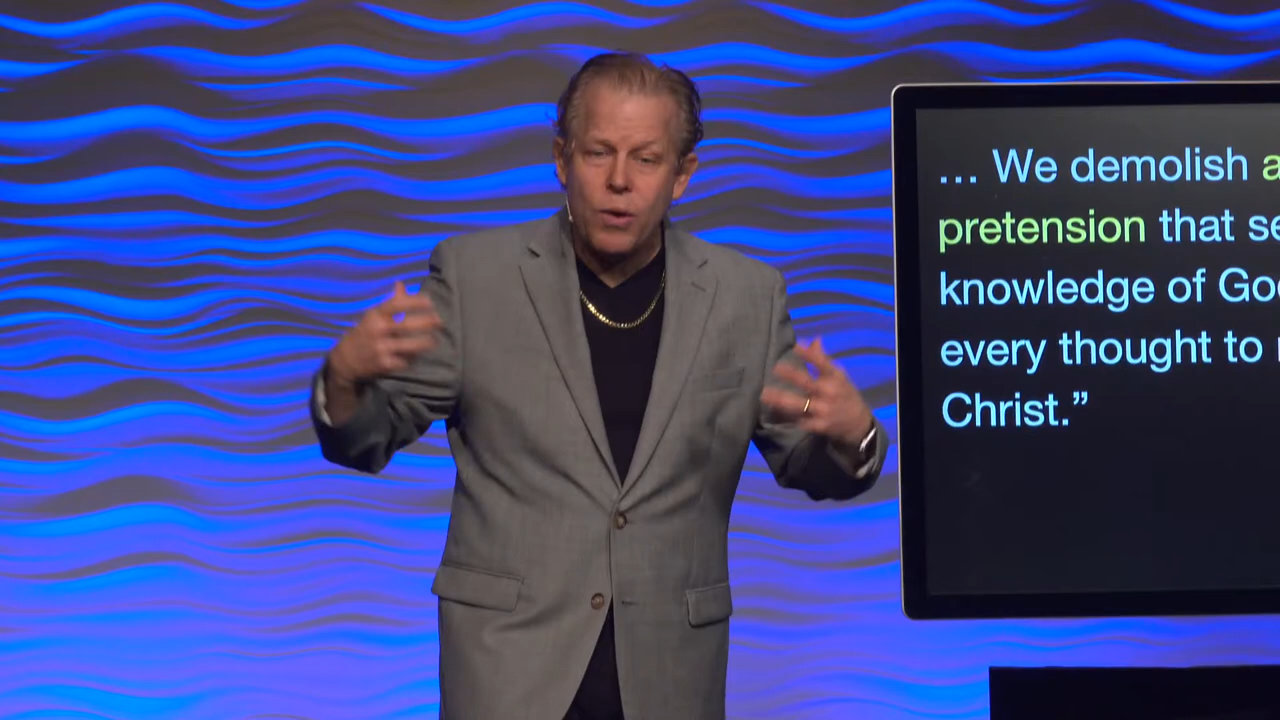 … We demolish
pretension that
knowledge of
every thought to
Christ.”